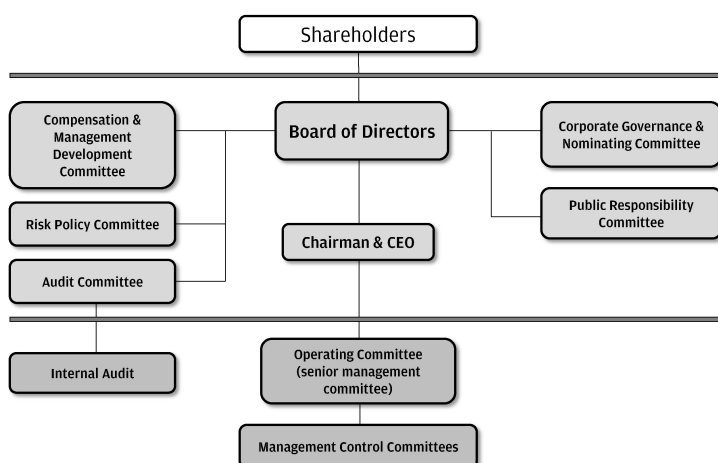 Shareholders
Compensation &
Management
Development
Committee
Board of Directors
Corporate Governance &
Nominating Committee
Risk Policy Committee
Public Responsibility
Committee
Chairman & CEO
Audit Committee
Internal Audit
Operating Committee
(senior management
committee)
Management Control Committees